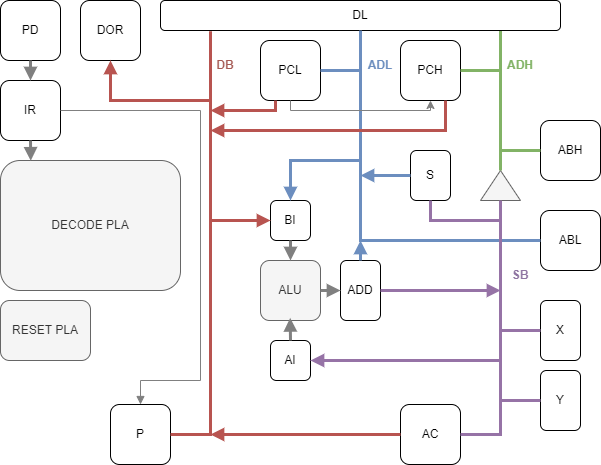 DL
PD
DOR
DB
PCL
ADL
PCH
ADH
IR
ABH
S
DECODE PLA
BI
ABL
SB
ALU
ADD
RESET PLA
X
AI
Y
P
AC